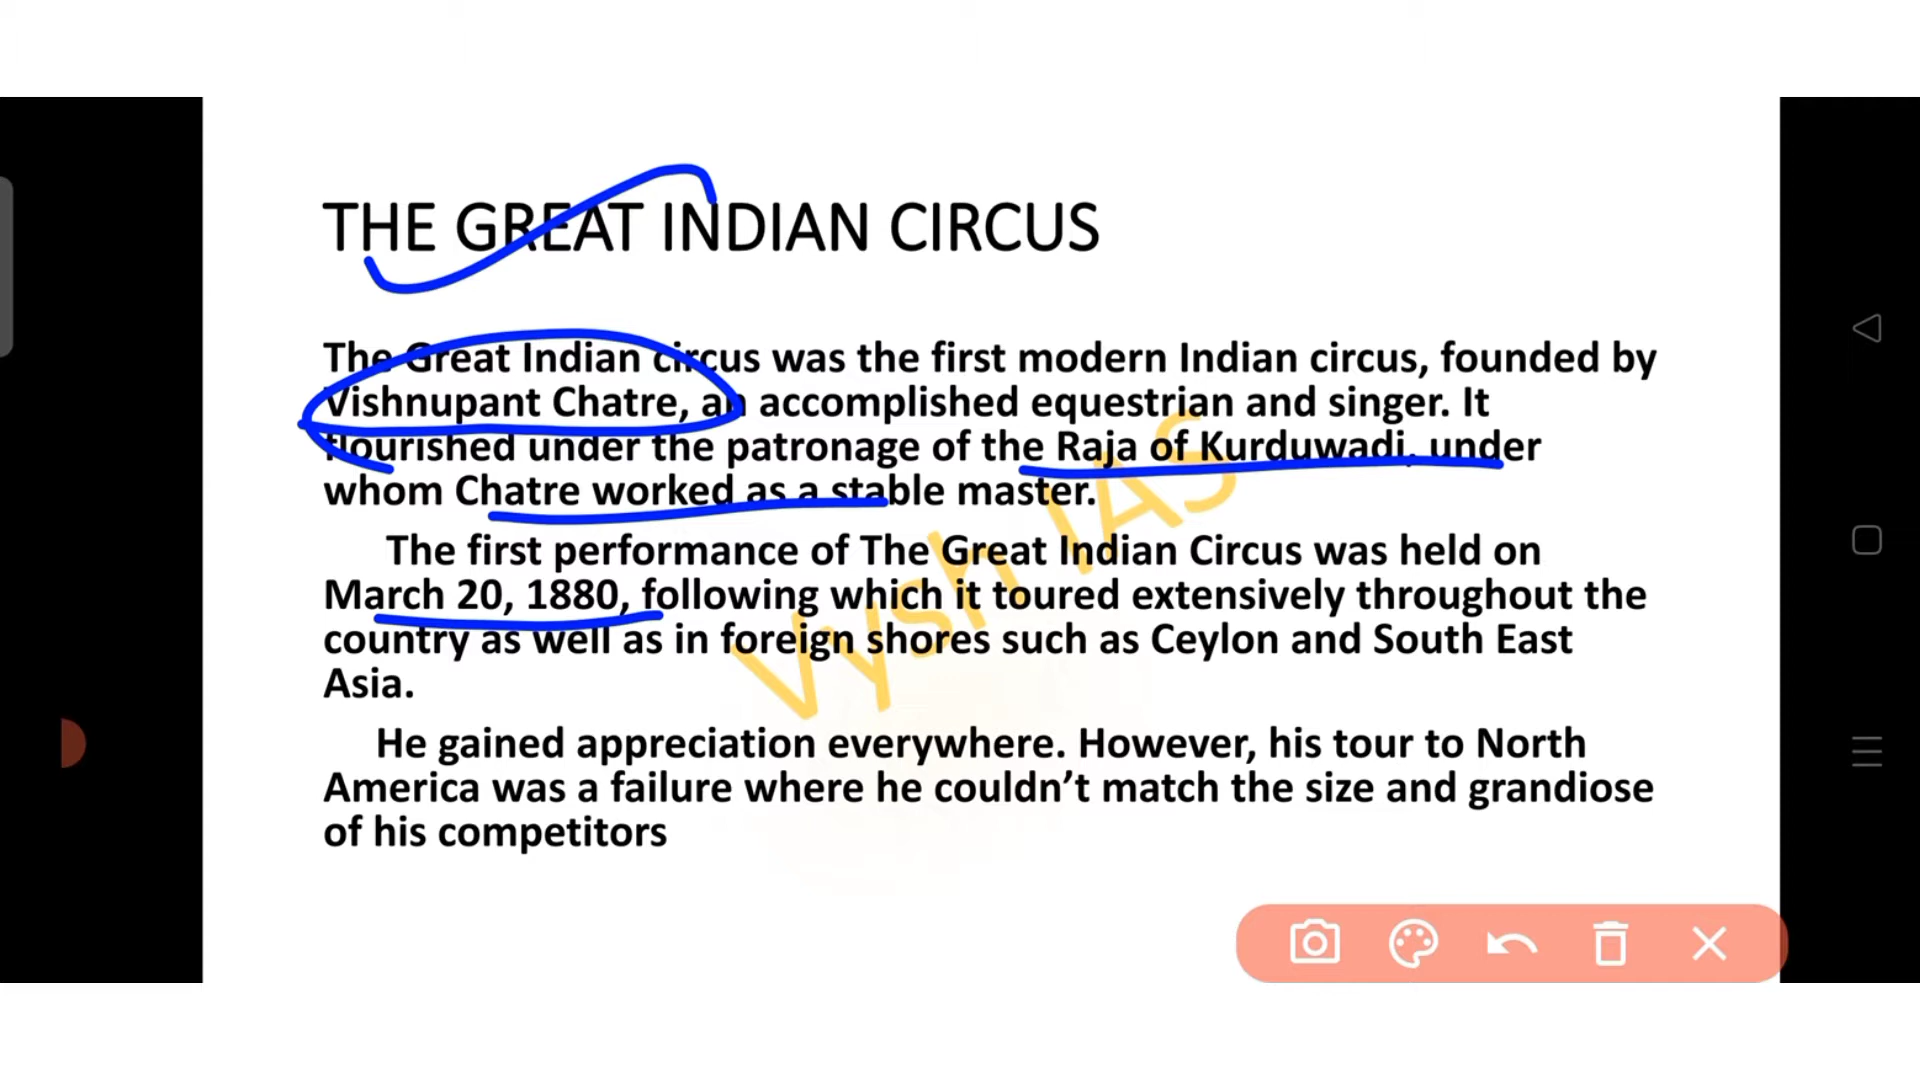 THE GREAT INDIAN CIRCUS
The Great Indian circus was the first modern Indian circus, founded by
Vishnupant Chatre, an accomplished equestrian and singer. It
flourished under the patronage of the Raja of Kurduwadi, under
whom Chatre worked as a stable master.
The first performance of The Great Indian Circus was held on
March 20, 1880, following which it toured extensively throughout the
country as well as in foreign shores such as Ceylon and South East
Asia.
He gained appreciation everywhere. However, his tour to North
America was a failure where he couldn’t match the size and grandiose
of his competitors
Vysh IAS